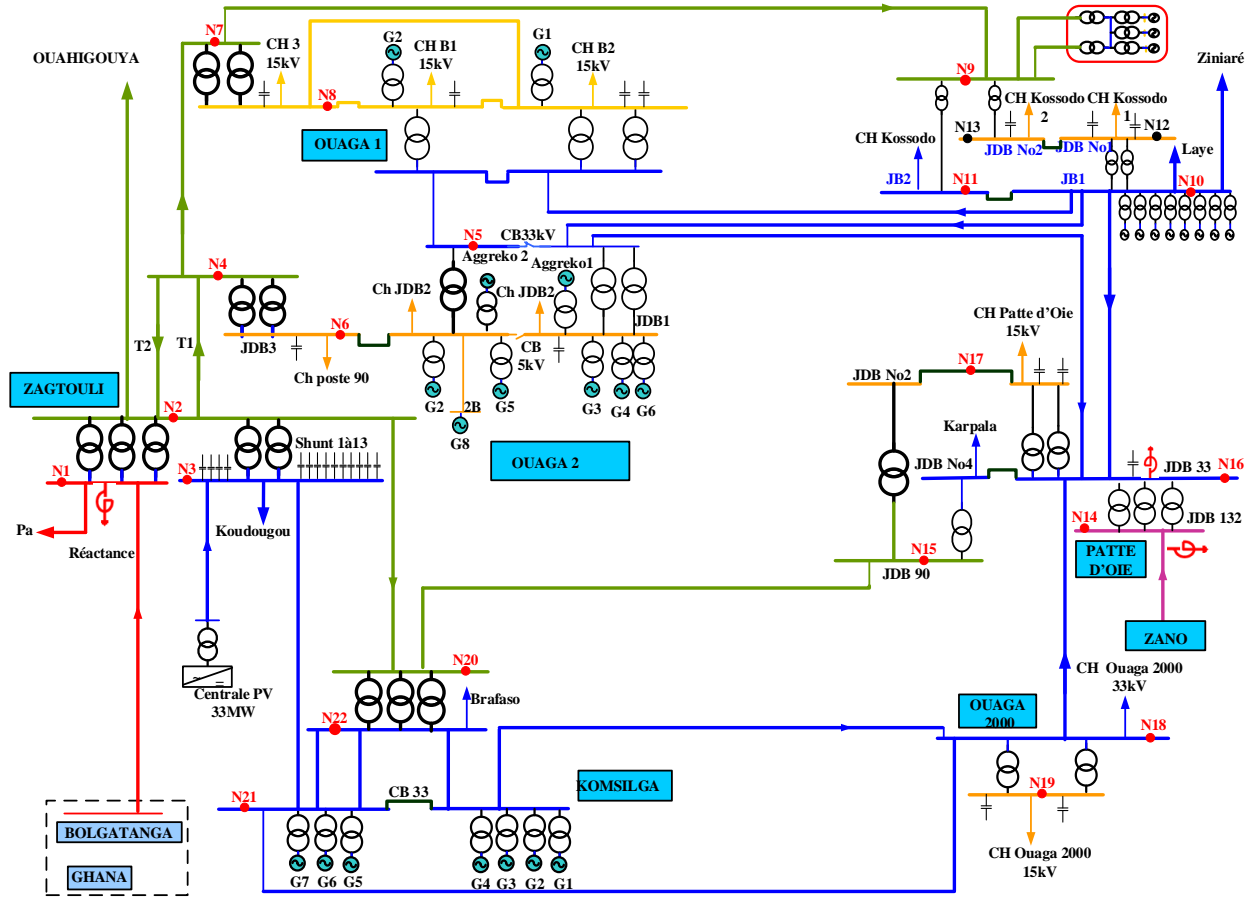 N7
OUAHIGOUYA
CH 3
15kV
G2
CH B1
15kV
G1
CH B2
15kV
N8
OUAGA 1
N9
Ziniaré
CH Kossodo
2
CH Kossodo
1
N13
N12
JDB No2
JDB No1
CH Kossodo
Laye
JB2
N11
JB1
N10
N5
CB33kV
Aggreko 2
Aggreko1
N4
Ch JDB2
Ch JDB2
JDB1
T2
T1
JDB3
N6
Ch poste 90
CB
5kV
CH Patte d’Oie
15kV
ZAGTOULI
N2
G2
2B
G5
G3
G4
G6
G8
OUAGA 2
JDB No2
N17
Karpala
JDB No4
N1
N3
Shunt 1à13
JDB 33
N16
Pa
Réactance
Koudougou
N14
JDB 132
N15
JDB 90
PATTE
D’OIE
ZANO
Centrale PV
33MW
N20
Brafaso
N22
CH Ouaga 2000
33kV
OUAGA
2000
N18
KOMSILGA
N21
CB 33
N19
BOLGATANGA
GHANA
G7
G6
G5
G4
G3
G2
G1
CH Ouaga 2000
15kV